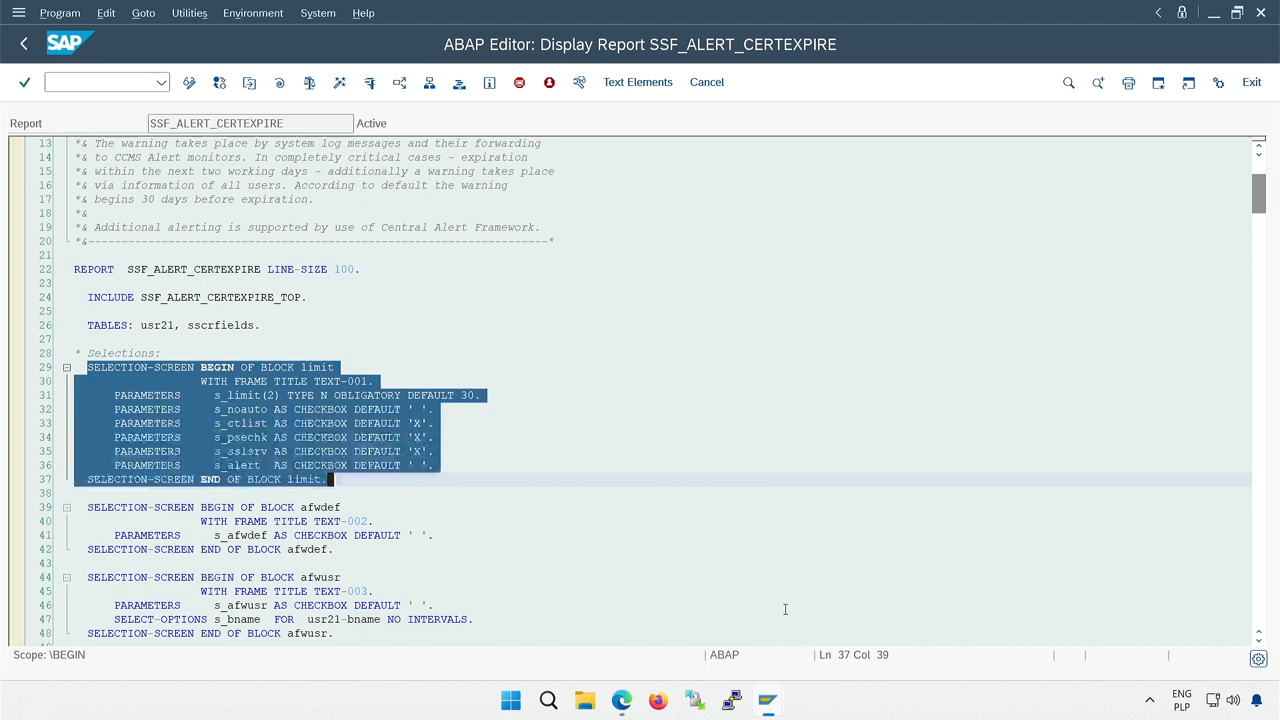 Program Edit Goto Utilities Environment System Help
SAP ABAP Editor: Display Report SSF_ALERT_CERTEXPIRE
Text Elements Cancel Exit
Report SSF_ALERT_CERTEXPIRE Active
13 *& The warning takes place by system log messages and their forwarding
14 *& to CCMS Alert monitors. In completely critical cases - expiration
15 *& within the next two working days - additionally a warning takes place
16 *& via information of all users. According to default the warning
17 *& begins 30 days before expiration.
18 *&
19 *& Additional alerting is supported by use of Central Alert Framework.
20 *&---------------------------------------------------------------------*
21
22 REPORT  SSF_ALERT_CERTEXPIRE LINE-SIZE 100.
23
24   INCLUDE SSF_ALERT_CERTEXPIRE_TOP.
25
26   TABLES: usr21, sscrfields.
27
28 * Selections:
29   SELECTION-SCREEN BEGIN OF BLOCK limit
30                    WITH FRAME TITLE TEXT-001.
31       PARAMETERS     s_limit(2) TYPE N OBLIGATORY DEFAULT 30.
32       PARAMETERS     s_noauto AS CHECKBOX DEFAULT ' '.
33       PARAMETERS     s_ctlist AS CHECKBOX DEFAULT 'X'.
34       PARAMETERS     s_psechk AS CHECKBOX DEFAULT 'X'.
35       PARAMETERS     s_sslsrv AS CHECKBOX DEFAULT 'X'.
36       PARAMETERS     s_alert  AS CHECKBOX DEFAULT ' '.
37   SELECTION-SCREEN END OF BLOCK limit.
38
39   SELECTION-SCREEN BEGIN OF BLOCK afwdef
40                    WITH FRAME TITLE TEXT-002.
41       PARAMETERS     s_afwdef AS CHECKBOX DEFAULT ' '.
42   SELECTION-SCREEN END OF BLOCK afwdef.
43
44   SELECTION-SCREEN BEGIN OF BLOCK afwusr
45                    WITH FRAME TITLE TEXT-003.
46       PARAMETERS     s_afwusr AS CHECKBOX DEFAULT ' '.
47       SELECT-OPTIONS s_bname  FOR  usr21-bname NO INTERVALS.
48   SELECTION-SCREEN END OF BLOCK afwusr.
Scope: \BEGIN ABAP Ln 37 Col 39
ENG
PLP